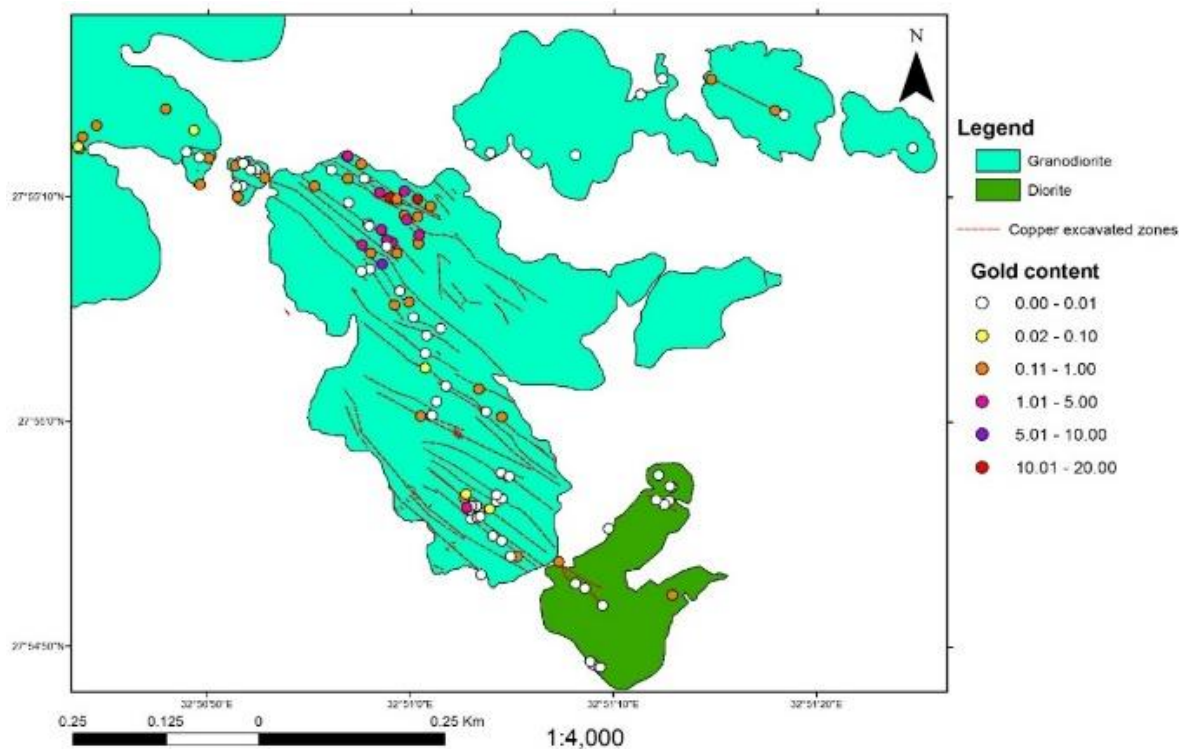 N
Legend
Granodiorite
Diorite
Copper excavated zones
Gold content
0.00 - 0.01
0.02 - 0.10
0.11 - 1.00
1.01 - 5.00
5.01 - 10.00
10.01 - 20.00
27°55'10"N
27°55'0"N
27°54'50"N
32°50'50"E 32°51'0"E 32°51'10"E 32°51'20"E
0.25 0.125 0 0.25 Km
1:4,000